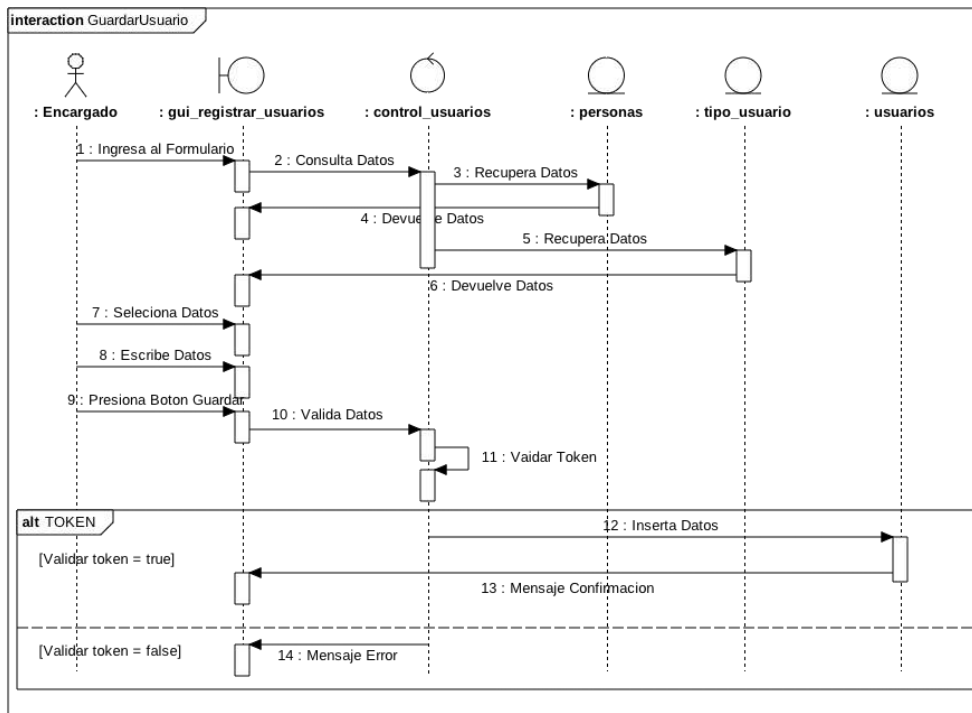 interaction GuardarUsuario
: Encargado : gui_registrar_usuarios : control_usuarios : personas : tipo_usuario : usuarios
1 : Ingresa al Formulario
2 : Consulta Datos
3 : Recupera Datos
4 : Devuelve Datos
5 : Recupera Datos
6 : Devuelve Datos
7 : Seleciona Datos
8 : Escribe Datos
9 : Presiona Boton Guardar
10 : Valida Datos
11 : Vaidar Token
alt TOKEN
12 : Inserta Datos
[Validar token = true]
13 : Mensaje Confirmacion
[Validar token = false]
14 : Mensaje Error